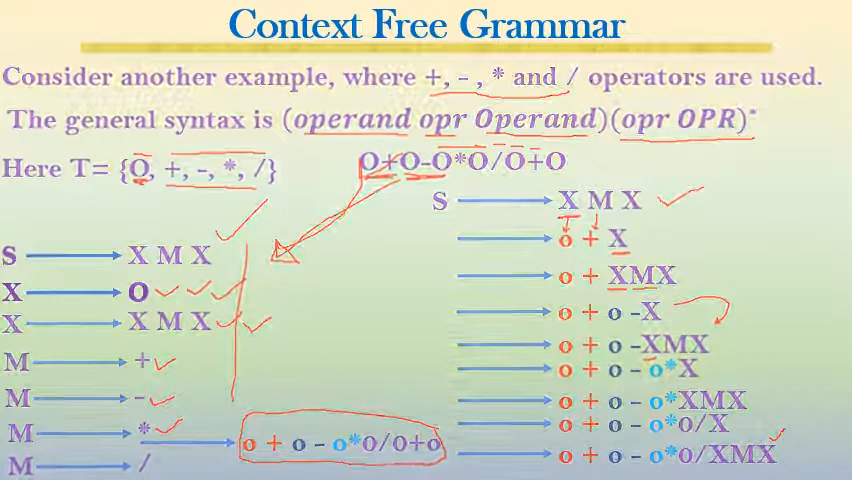 Context Free Grammar
Consider another example, where +, - , * and / operators are used.
The general syntax is (operand opr Operand)(opr OPR)*
Here T= {O, +, -, *, /}
O+O-O*O/O+O
S → X M X
X → O
X → X M X
M → +
M → -
M → *
M → /
S → X M X
→ o + X
→ o + XMX
→ o + o -X
→ o + o -XMX
→ o + o - o*X
→ o + o - o*XMX
→ o + o - o*o/X
→ o + o - o*o/XMX
→ o + o - o*o/O+o